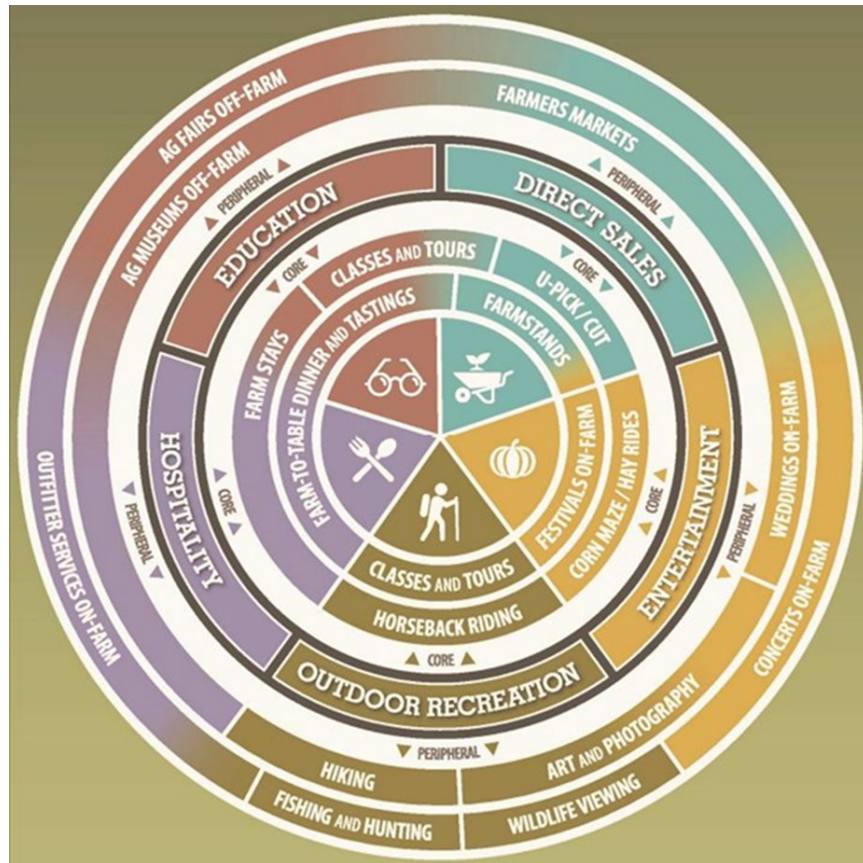 AG FAIRS OFF-FARM
FARMERS MARKETS
AG MUSEUMS OFF-FARM
PERIPHERAL
PERIPHERAL
EDUCATION
DIRECT SALES
CORE
CORE
CLASSES AND TOURS
U-PICK / CUT
FARM STAYS
FARM-TO-TABLE DINNER AND TASTINGS
FARMSTANDS
FESTIVALS ON-FARM
CORN MAZE / HAY RIDES
WEDDINGS ON-FARM
CONCERTS ON-FARM
HOSPITALITY
CORE
CORE
ENTERTAINMENT
OUTFITTER SERVICES ON-FARM
PERIPHERAL
PERIPHERAL
CLASSES AND TOURS
HORSEBACK RIDING
CORE
OUTDOOR RECREATION
PERIPHERAL
HIKING
ART AND PHOTOGRAPHY
FISHING AND HUNTING
WILDLIFE VIEWING